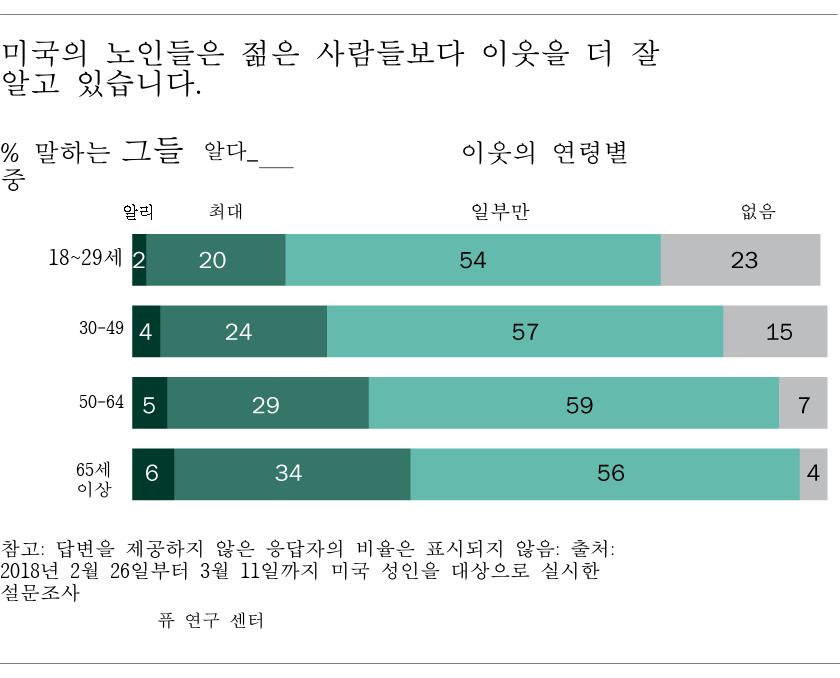 미국의 노인들은 젊은 사람들보다 이웃을 더 잘
알고 있습니다.
% 말하는 그들 알다_ ___ 이웃의 연령별
중
알리 최대 일부만 없음
18~29세 2 20 54 23
30-49 4 24 57 15
50-64 5 29 59 7
65세
이상 6 34 56 4
참고: 답변을 제공하지 않은 응답자의 비율은 표시되지 않음: 출처:
2018년 2월 26일부터 3월 11일까지 미국 성인을 대상으로 실시한
설문조사
퓨 연구 센터